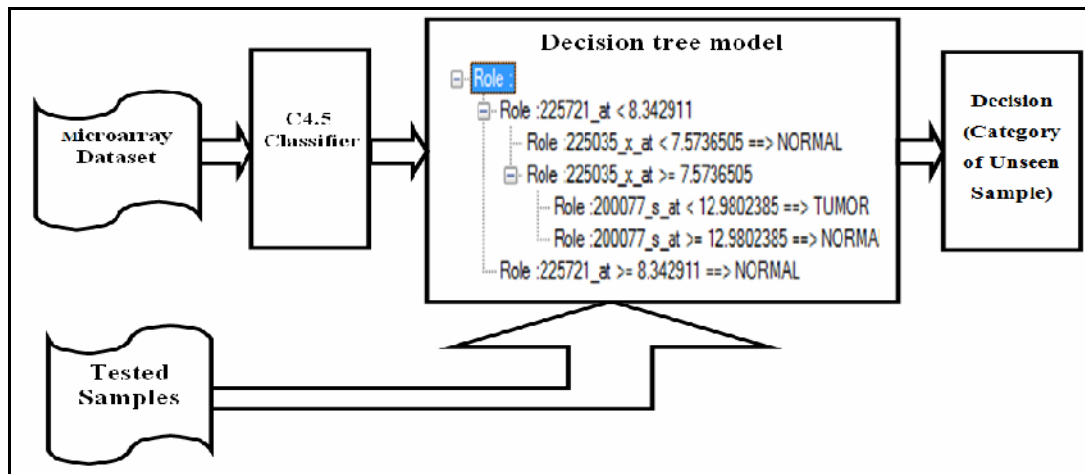 Microarray
Dataset
C4.5
Classifier
Decision tree model
Role :
Role :225721_at < 8.342911
Role :225035_x_at < 7.5736505 ==> NORMAL
Role :225035_x_at >= 7.5736505
Role :200077_s_at < 12.9802385 ==> TUMOR
Role :200077_s_at >= 12.9802385 ==> NORMA
Role :225721_at >= 8.342911 ==> NORMAL
Decision
(Category
of Unseen
Sample)
Tested
Samples